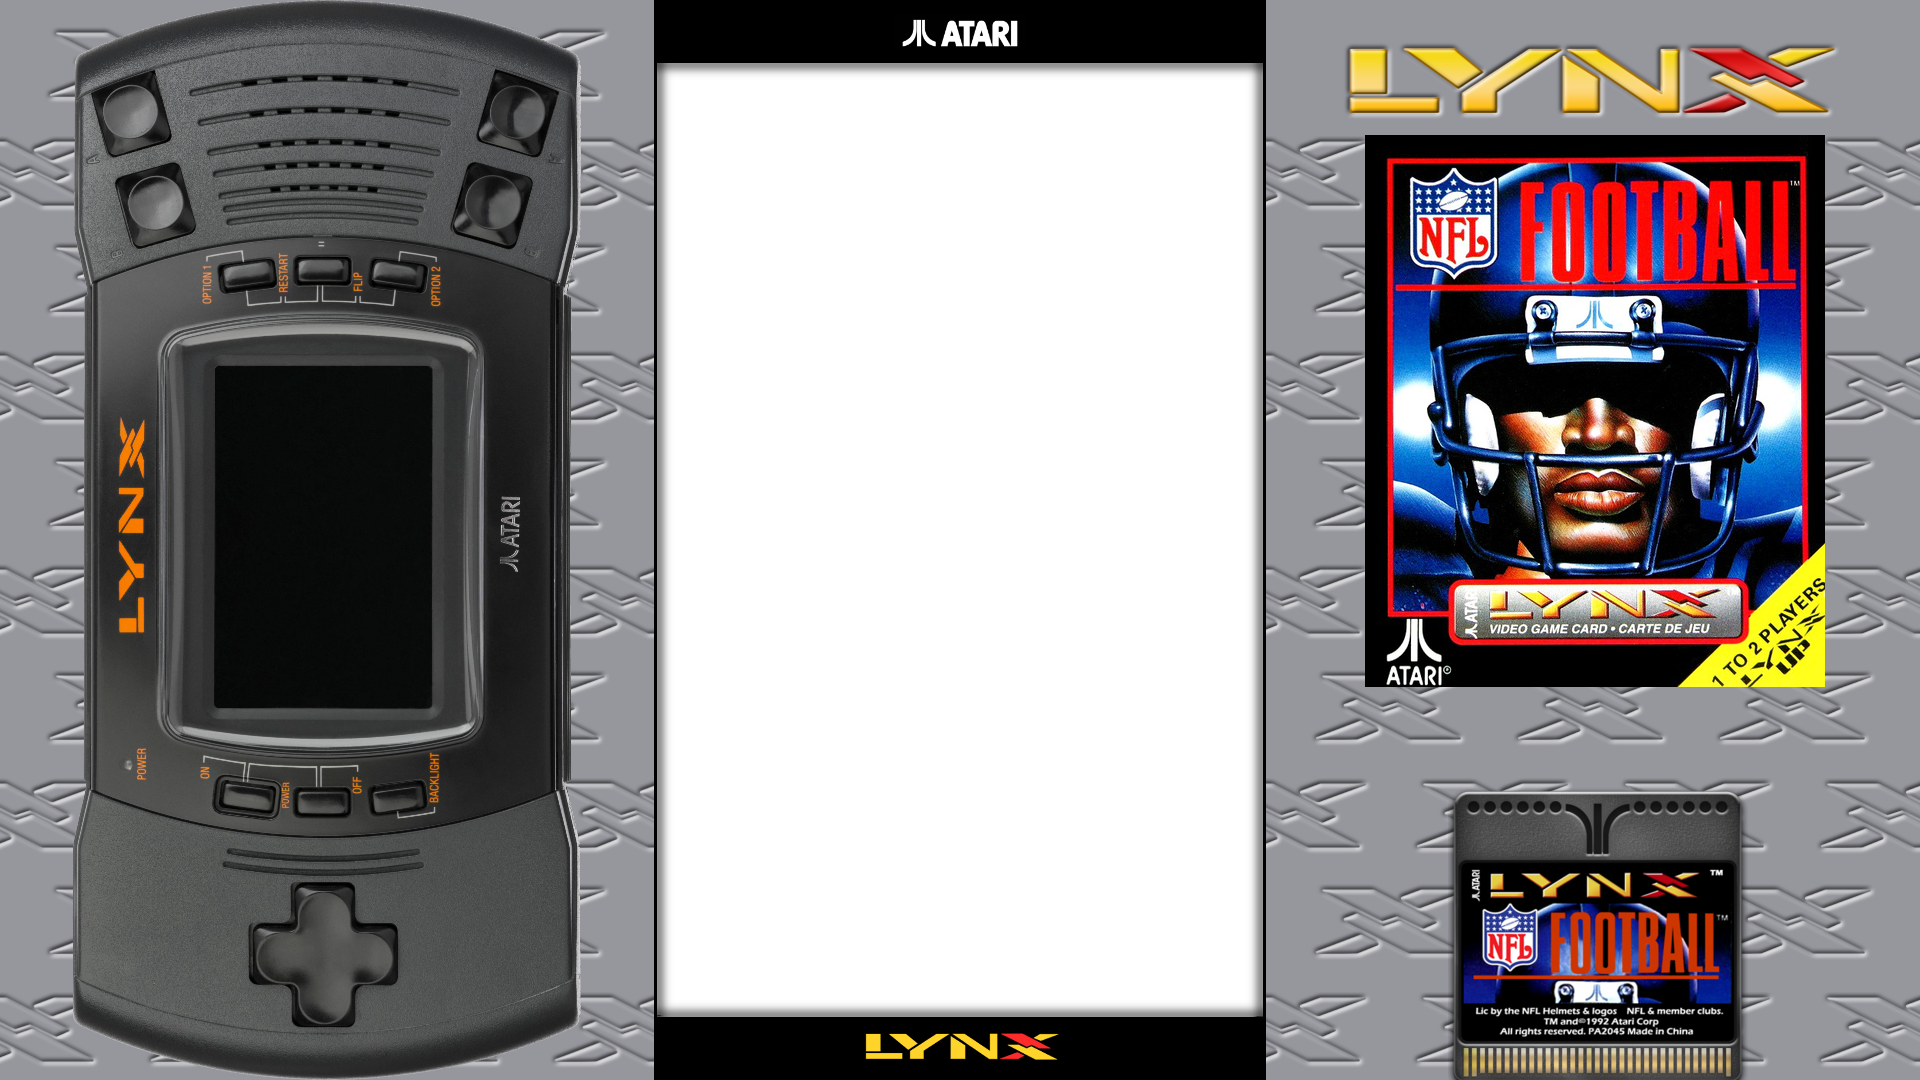 OPTION 1
RESTART
FLIP
OPTION 2
LYNX
ATARI
POWER
ON
POWER
OFF
BACKLIGHT
ATARI
LYNX
LYNX
NFL
FOOTBALL™
ATARI
LYNX
VIDEO GAME CARD • CARTE DE JEU
ATARI®
1 TO 2 PLAYERS
LYNX
UP
ATARI
LYNX™
NFL
FOOTBALL™
Lic by the NFL Helmets & logos NFL & member clubs.
TM and©1992 Atari Corp
All rights reserved. PA2045 Made in China